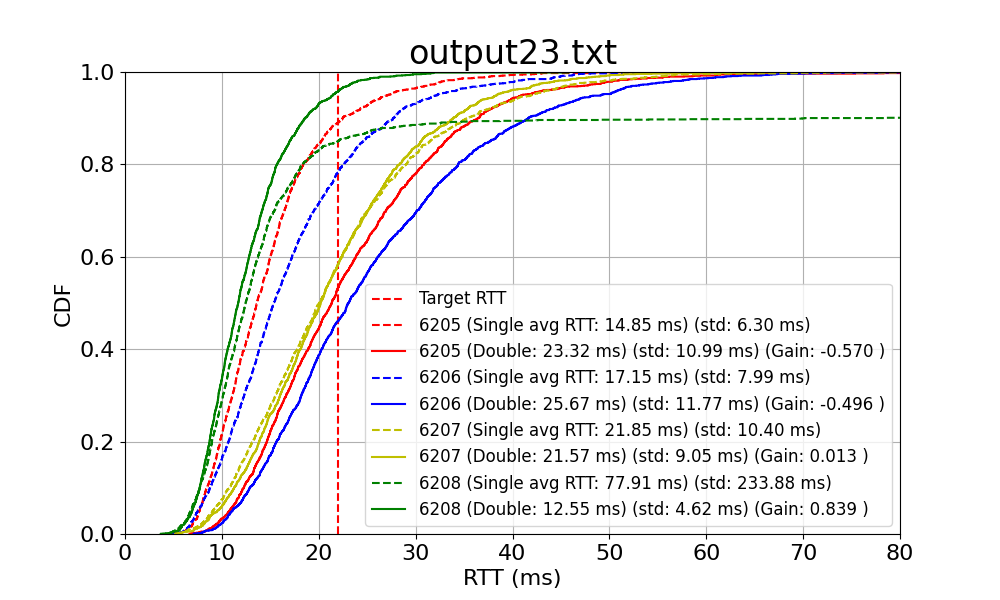 output23.txt
1.0
0.8
0.6
0.4
0.2
0.0
CDF
Target RTT
6205 (Single avg RTT: 14.85 ms) (std: 6.30 ms)
6205 (Double: 23.32 ms) (std: 10.99 ms) (Gain: -0.570 )
6206 (Single avg RTT: 17.15 ms) (std: 7.99 ms)
6206 (Double: 25.67 ms) (std: 11.77 ms) (Gain: -0.496 )
6207 (Single avg RTT: 21.85 ms) (std: 10.40 ms)
6207 (Double: 21.57 ms) (std: 9.05 ms) (Gain: 0.013 )
6208 (Single avg RTT: 77.91 ms) (std: 233.88 ms)
6208 (Double: 12.55 ms) (std: 4.62 ms) (Gain: 0.839 )
0 10 20 30 40 50 60 70 80
RTT (ms)